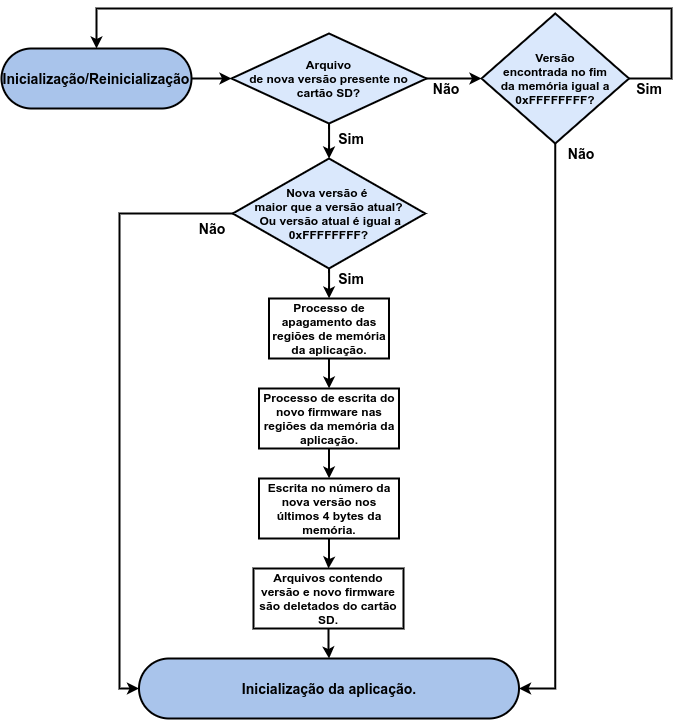 Inicialização/Reinicialização
Arquivo
de nova versão presente no
cartão SD?
Não
Versão
encontrada no fim
da memória igual a
0xFFFFFFFF?
Sim
Não
Sim
Nova versão é
maior que a versão atual?
Ou versão atual é igual a
0xFFFFFFFF?
Não
Sim
Processo de
apagamento das
regiões de memória
da aplicação.
Processo de escrita do
novo firmware nas
regiões da memória da
aplicação.
Escrita no número da
nova versão nos
últimos 4 bytes da
memória.
Arquivos contendo
versão e novo firmware
são deletados do cartão
SD.
Inicialização da aplicação.